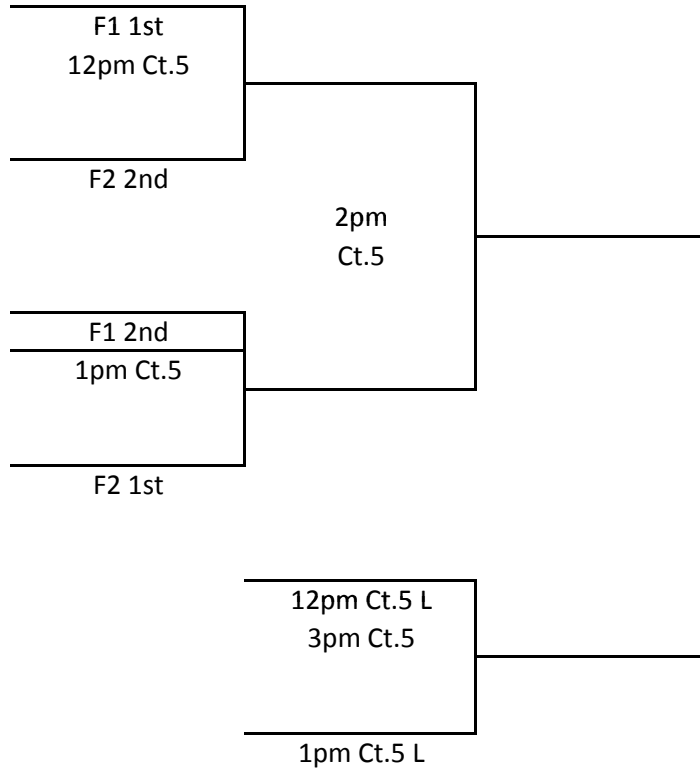 F1 1st
12pm Ct.5
F2 2nd
2pm
Ct.5
F1 2nd
1pm Ct.5
F2 1st
12pm Ct.5 L
3pm Ct.5
1pm Ct.5 L